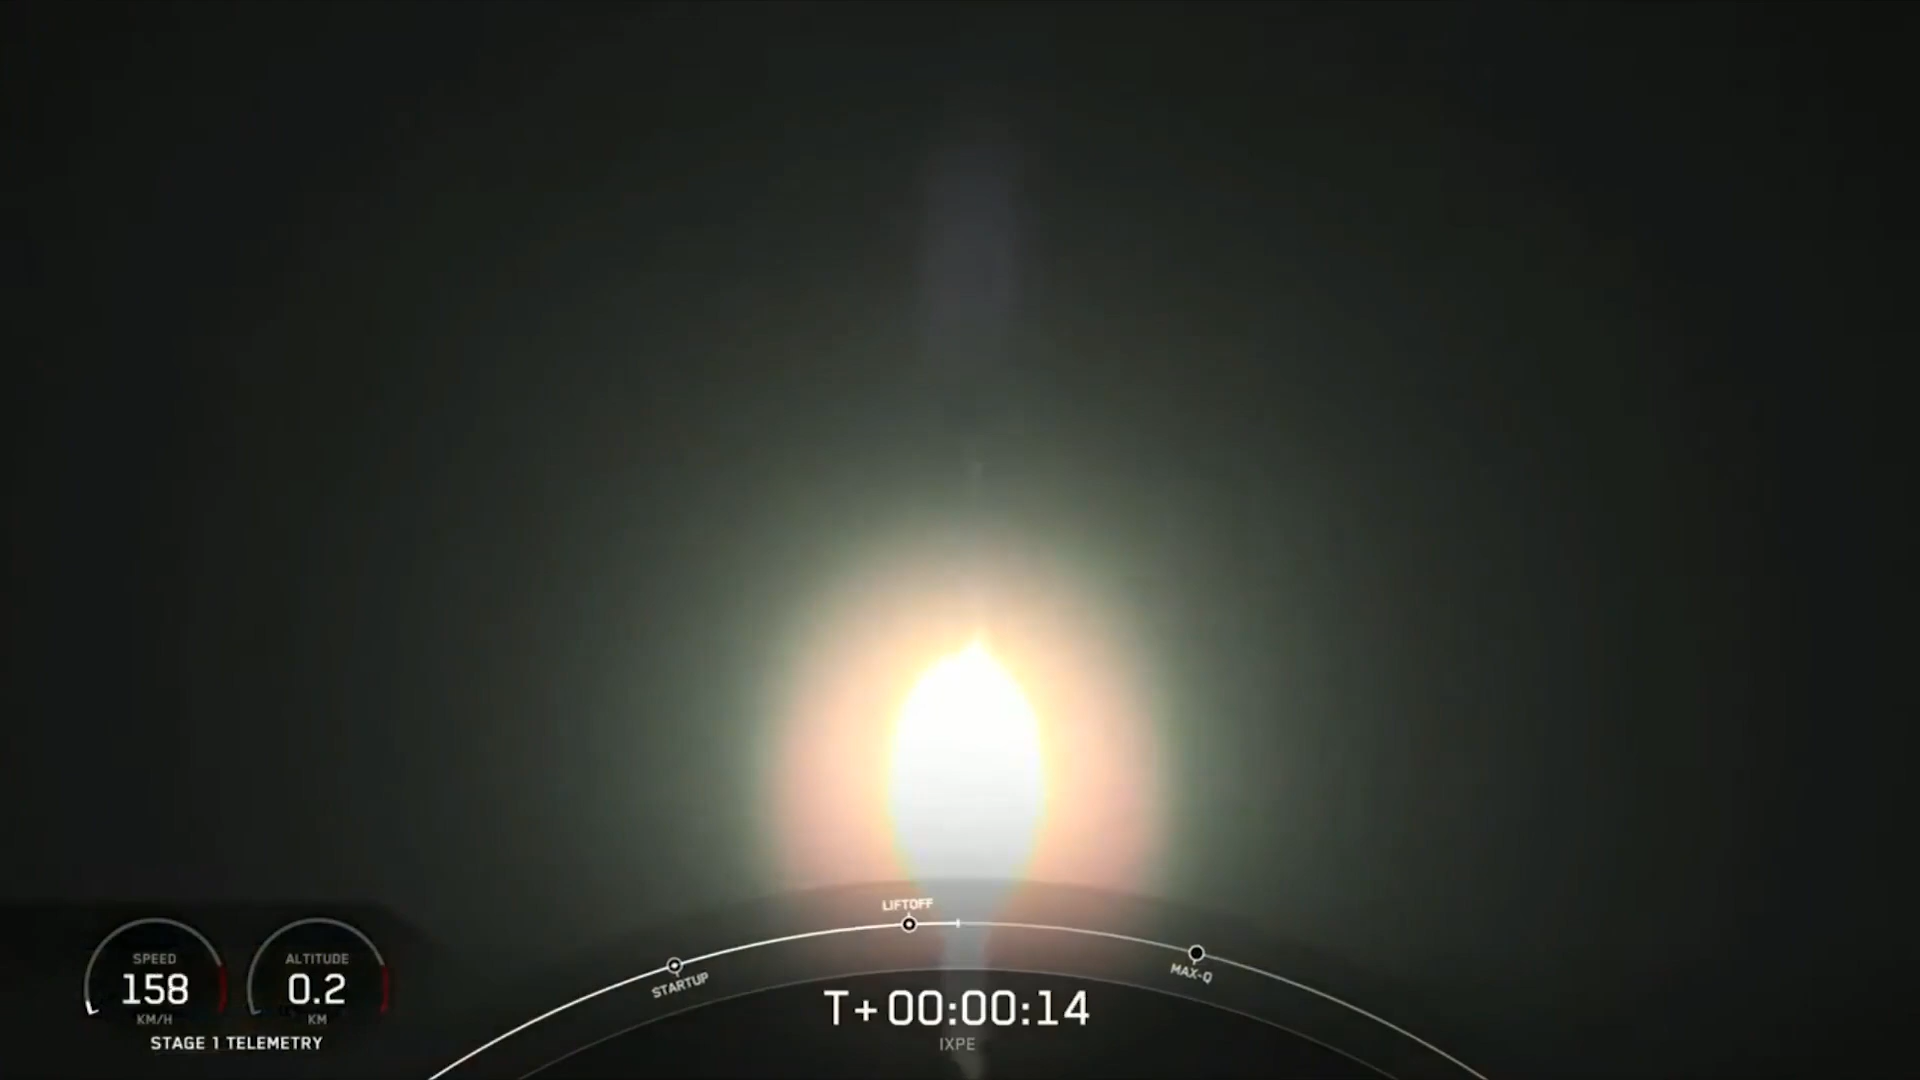 LIFTOFF
STARTUP
MAX-Q
SPEED
158
KM/H
ALTITUDE
0.2
KM
STAGE 1 TELEMETRY
T+00:00:14
IXPE